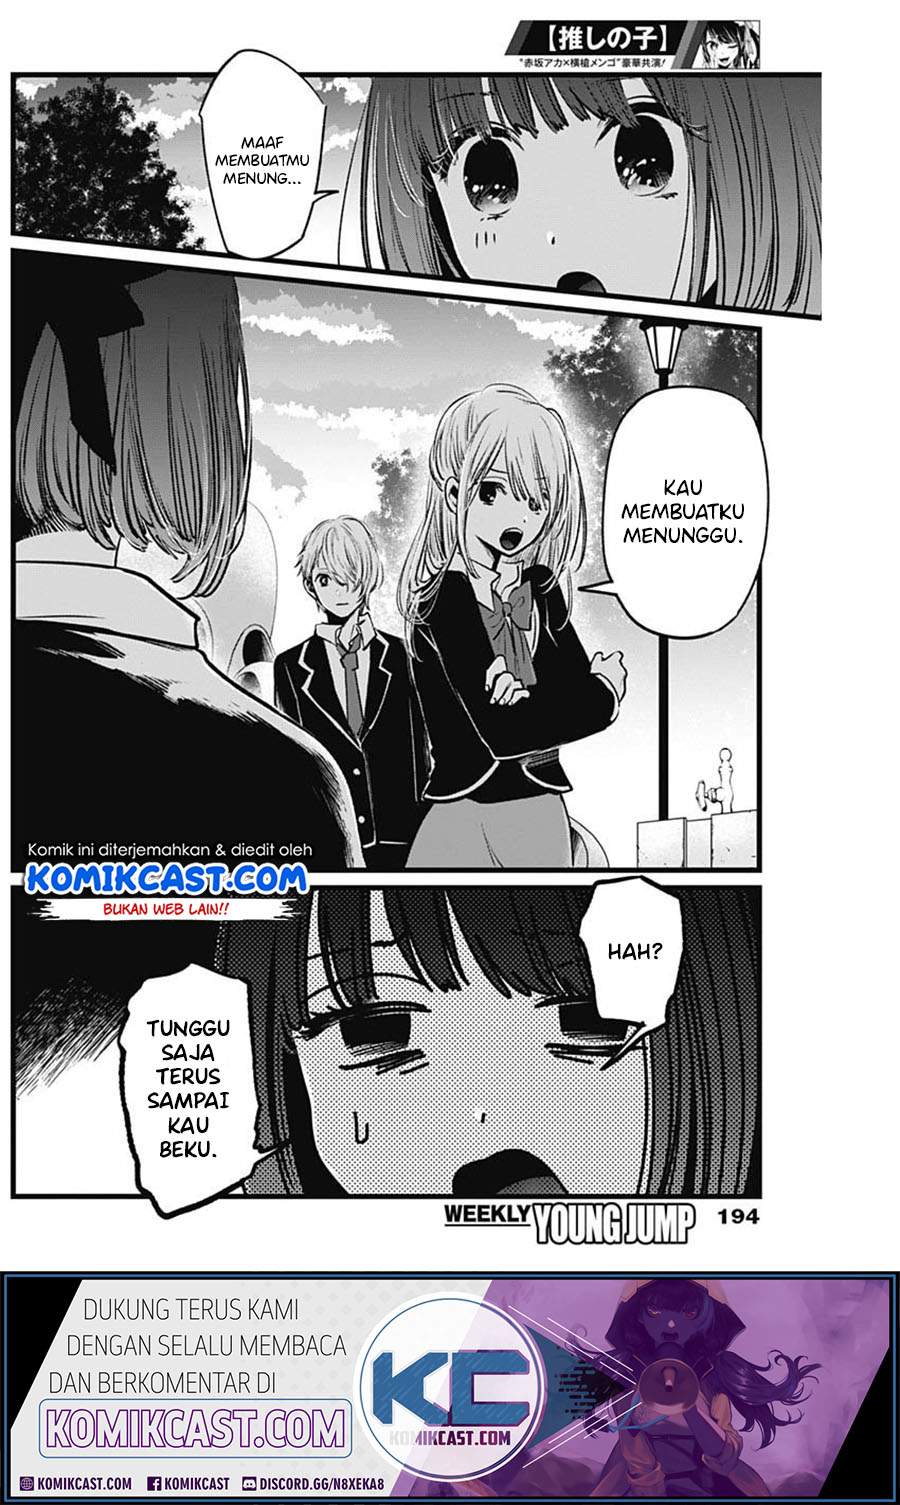 【推しの子】
"赤坂アカ×横槍メンゴ"豪華共演!
MAAF
MEMBUATMU
MENUNG...
KAU
MEMBUATKU
MENUNGGU.
Komik ini diterjemahkan & diedit oleh
KOMIKCAST.COM
BUKAN WEB LAIN!!
HAH?
TUNGGU
SAJA
TERUS
SAMPAI
KAU
BEKU.
WEEKLY YOUNG JUMP 194
DUKUNG TERUS KAMI
DENGAN SELALU MEMBACA
DAN BERKOMENTAR DI
KOMIKCAST.COM
KC
KOMIKCAST.COM
KOMIKCAST.COM KOMIKCAST DISCORD.GG/N8XEKA8